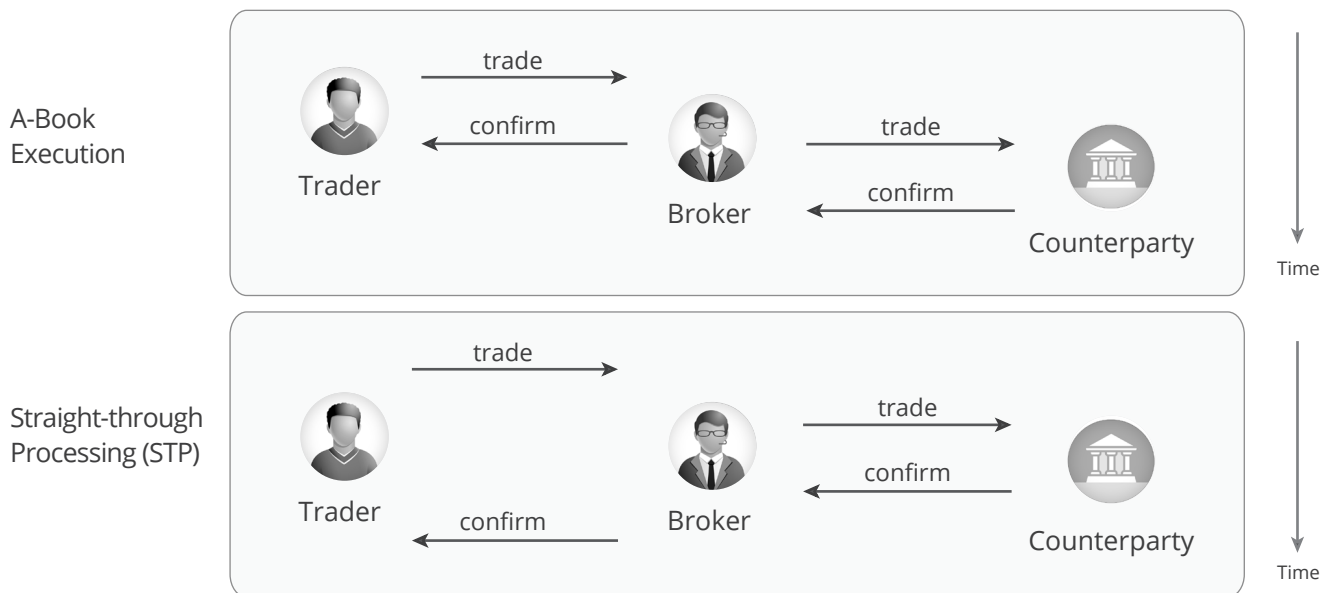 A-Book
Execution
trade
confirm
trade
confirm
Trader
Broker
Counterparty
Time
Straight-through
Processing (STP)
trade
trade
confirm
confirm
Trader
Broker
Counterparty
Time